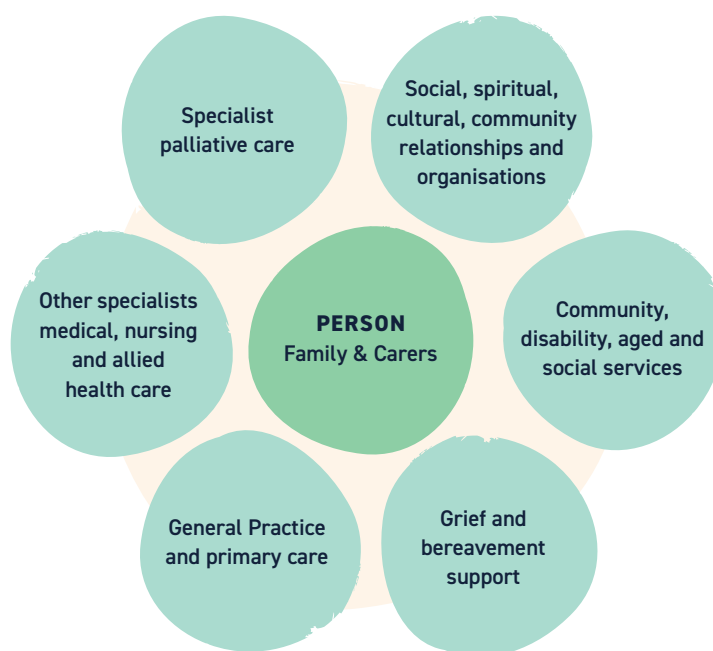 Specialist
palliative care
Social, spiritual,
cultural, community
relationships and
organisations
Other specialists
medical, nursing
and allied
health care
PERSON
Family & Carers
Community,
disability, aged and
social services
General Practice
and primary care
Grief and
bereavement
support